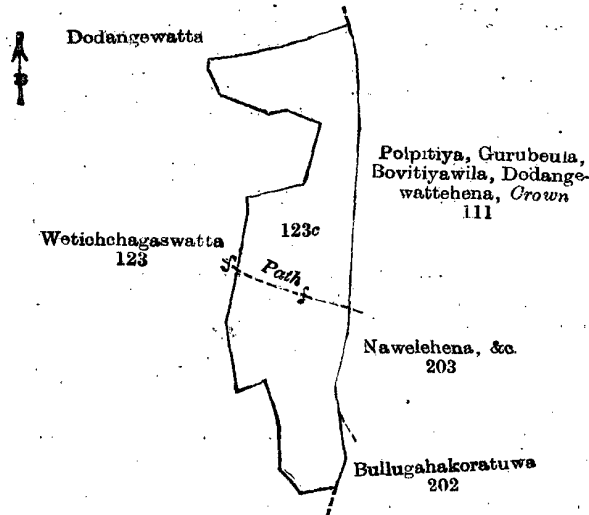 Dodangewatta
Polpitiya, Gurubeula,
Bovitiyawila, Dodange-
wattehena, Crown
111
123c
Wetichchagaswatta
123
Path
Nawelehena, &c.
203
Bullugahakoratuwa
202